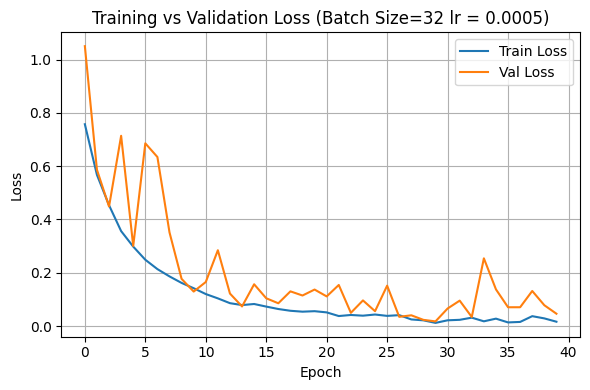 Training vs Validation Loss (Batch Size=32 lr = 0.0005)
Train Loss
Val Loss
Loss
1.0
0.8
0.6
0.4
0.2
0.0
0 5 10 15 20 25 30 35 40
Epoch